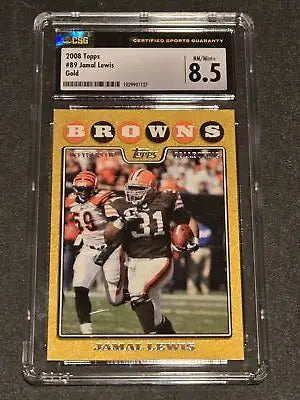 CSG
CERTIFIED SPORTS GUARANTY
2008 Topps
#89 Jamal Lewis
Gold
NM/Mint+
8.5
BROWNS
Topps
31
JAMAL LEWIS